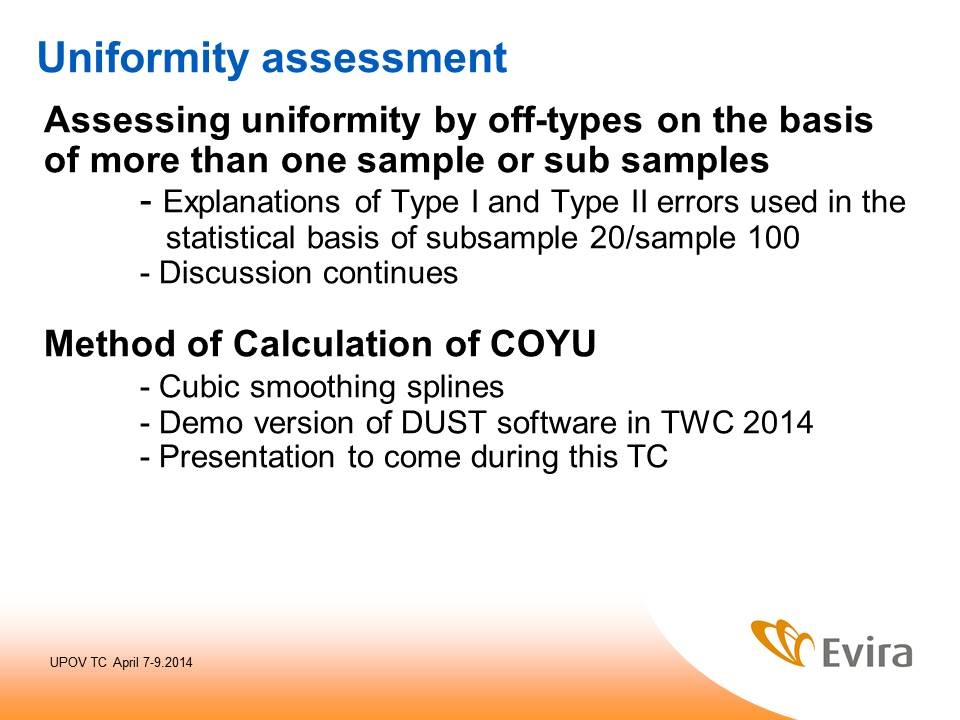 Uniformity assessment
Assessing uniformity by off-types on the basis
of more than one sample or sub samples
- Explanations of Type I and Type II errors used in the
statistical basis of subsample 20/sample 100
- Discussion continues
Method of Calculation of COYU
- Cubic smoothing splines
- Demo version of DUST software in TWC 2014
- Presentation to come during this TC
UPOV TC April 7-9.2014
Evira